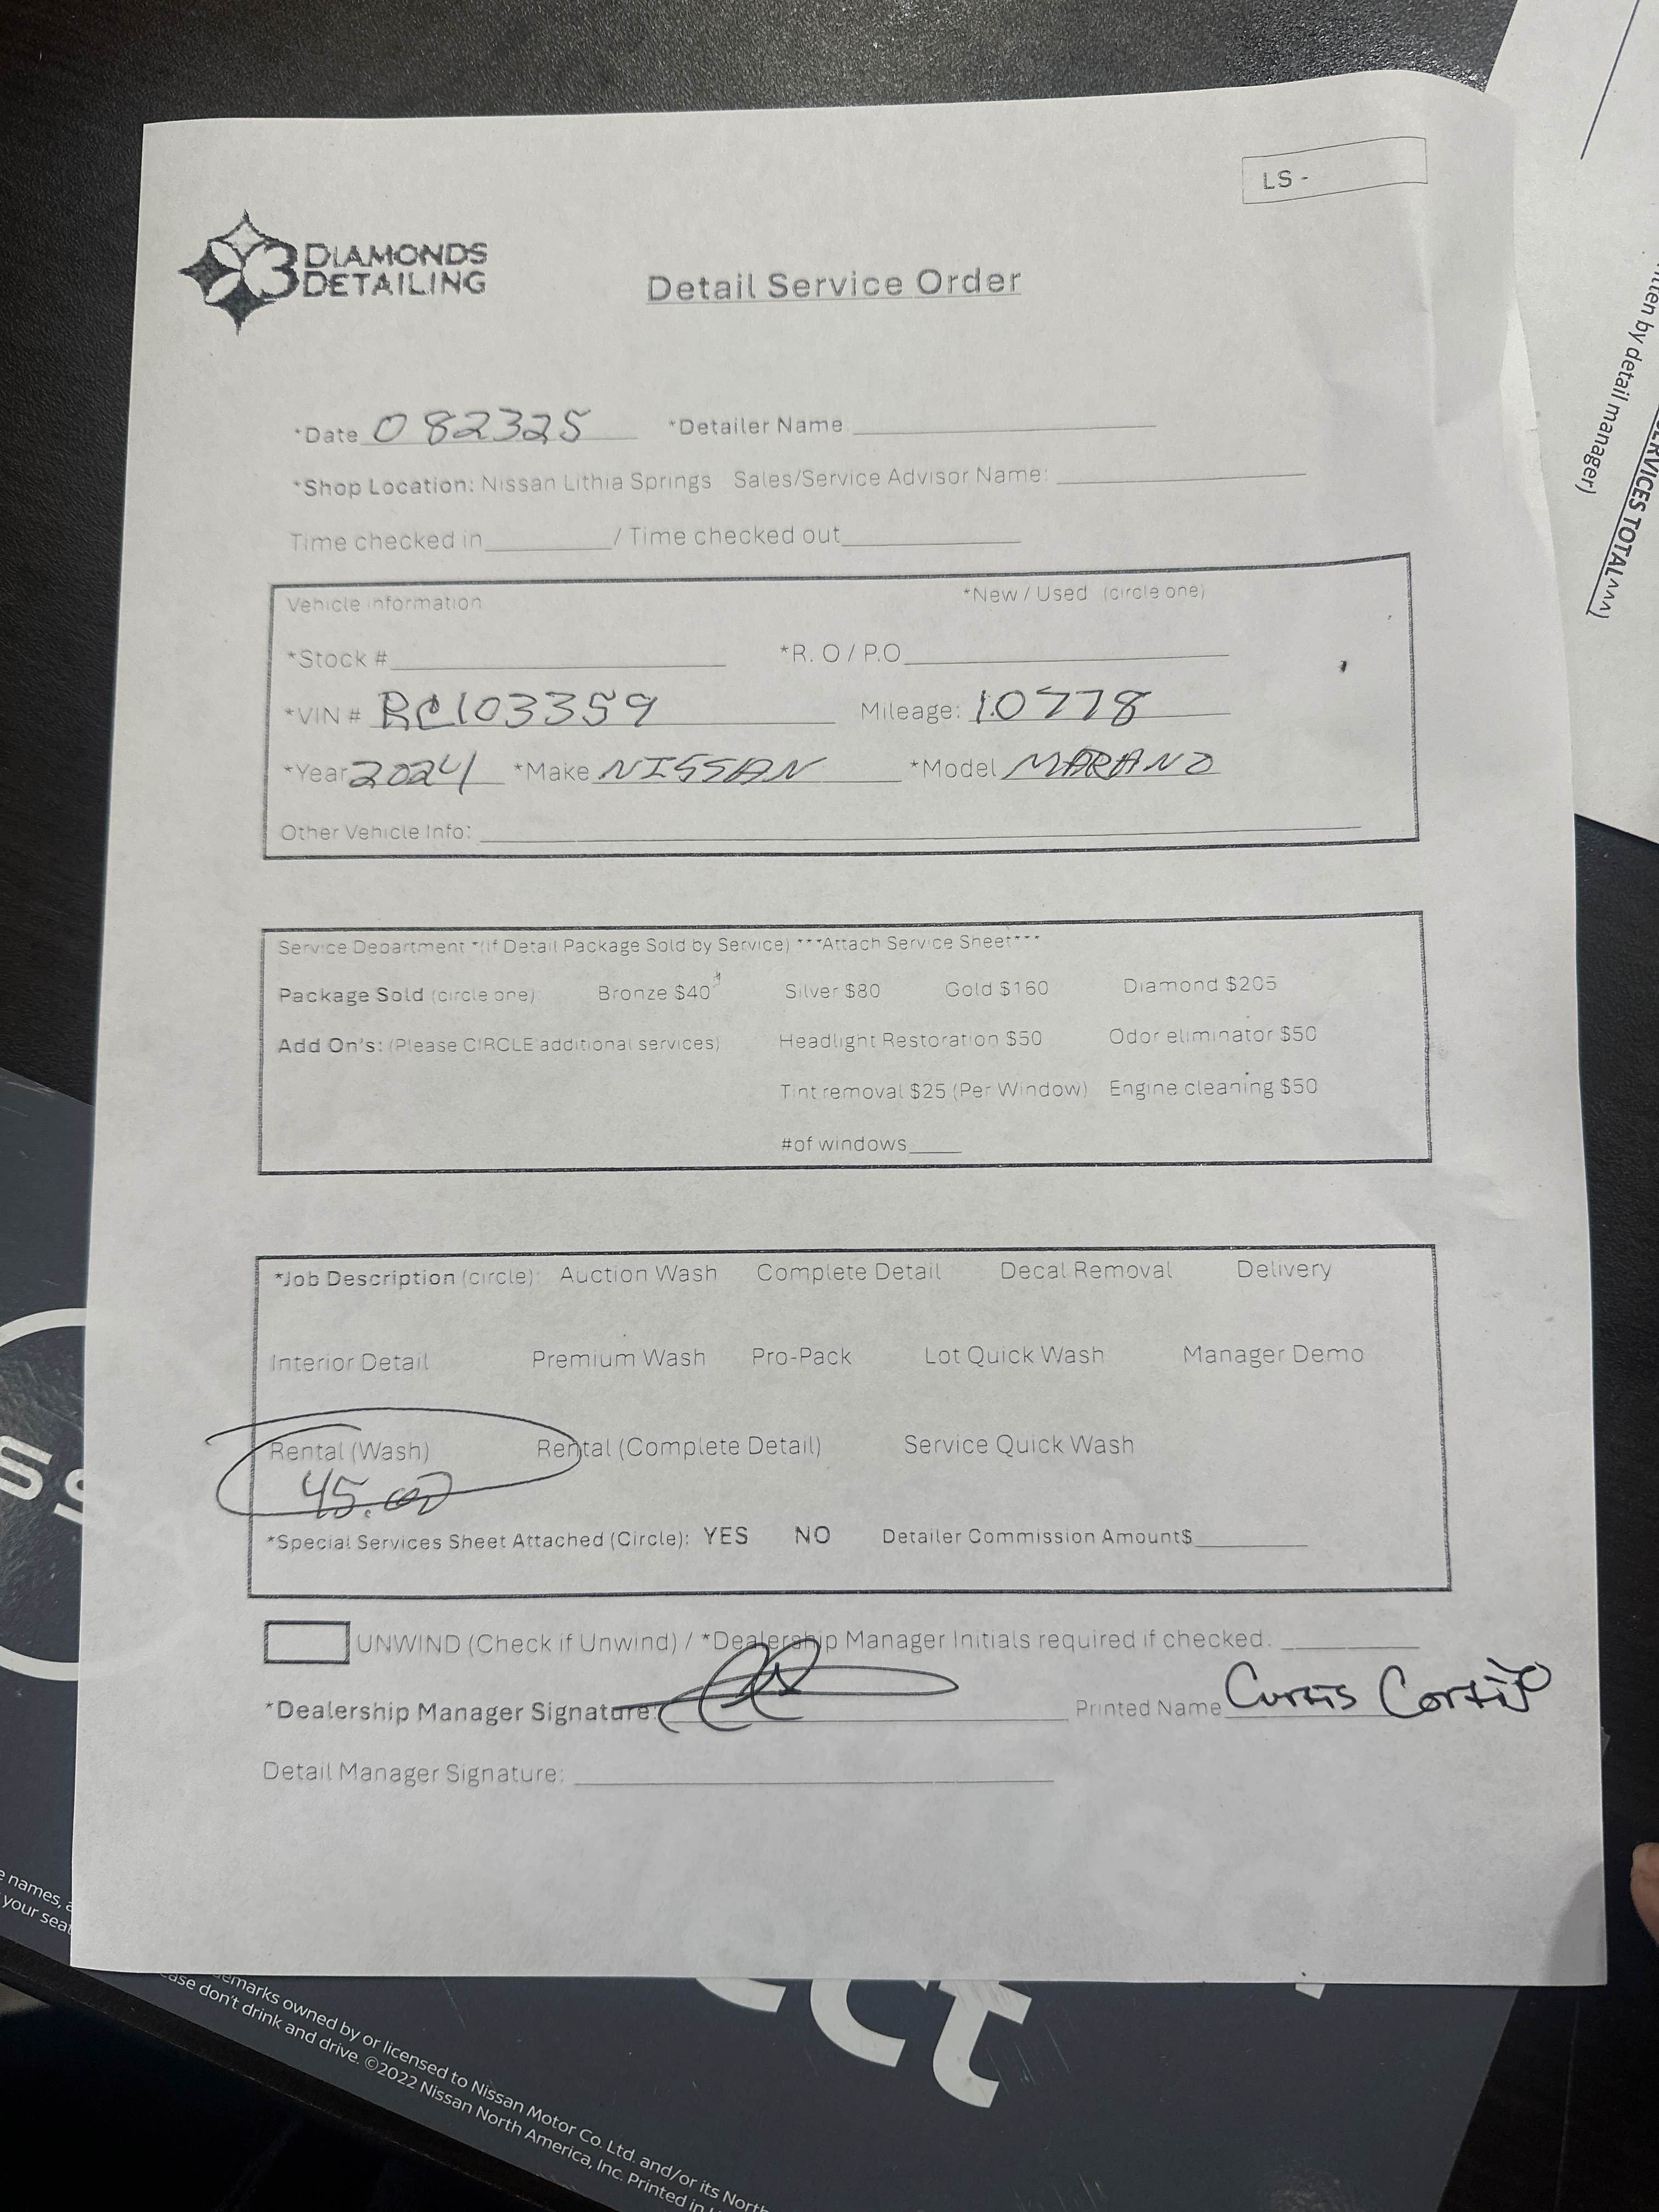 LS -
3 DIAMONDS
DETAILING
Detail Service Order
*Date 082325 *Detailer Name
*Shop Location: Nissan Lithia Springs Sales/Service Advisor Name:
Time checked in / Time checked out
Vehicle information *New / Used (circle one)
*Stock # *R. O / P.O
*VIN # RC103359 Mileage: 10778
*Year 2024 *Make NISSAN *Model MARANO
Other Vehicle Info:
Service Department *(If Detail Package Sold by Service) ***Attach Service Sheet***
Package Sold (circle one) Bronze $40 Silver $80 Gold $160 Diamond $205
Add On's: (Please CIRCLE additional services) Headlight Restoration $50 Odor eliminator $50
Tint removal $25 (Per Window) Engine cleaning $50
#of windows
*Job Description (circle): Auction Wash Complete Detail Decal Removal Delivery
Interior Detail Premium Wash Pro-Pack Lot Quick Wash Manager Demo
Rental (Wash) Rental (Complete Detail) Service Quick Wash
45.00
*Special Services Sheet Attached (Circle): YES NO Detailer Commission Amount$
UNWIND (Check if Unwind) / *Dealership Manager Initials required if checked.
*Dealership Manager Signature: Printed Name Curtis
Detail Manager Signature:
by detail manager)
SERVICES TOTAL^^^)
names,
your
owned by or licensed to Nissan Motor Co. Ltd. and/or its North
don't drink and drive. ©2022 Nissan North America, Inc. Printed in